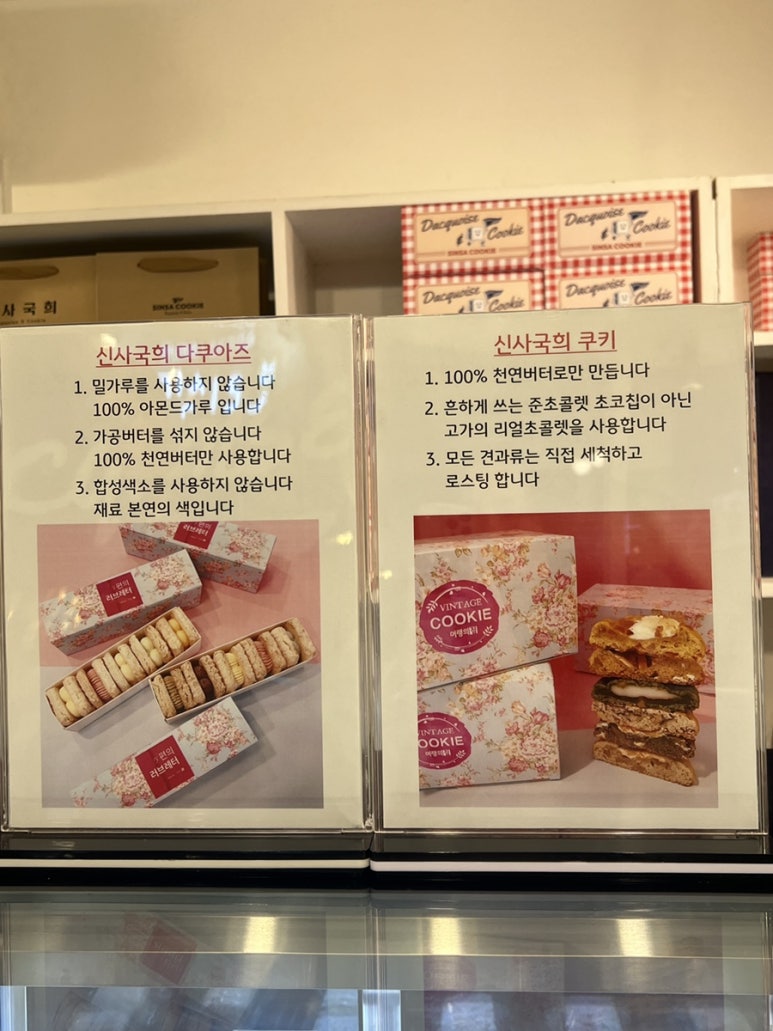 Dacquoise
& Cookie
SINSA COOKIE
Dacquoise
& Cookie
SINSA COOKIE
사국희
SINSA COOKIE
Dacquoise
& Cookie
Dacquoise
& Cookie
신사국희 다쿠아즈
1. 밀가루를 사용하지 않습니다
100% 아몬드가루 입니다
2. 가공버터를 섞지 않습니다
100% 천연버터만 사용합니다
3. 합성색소를 사용하지 않습니다
재료 본연의 색입니다
편의
러브레터
편의
러브레터
신사국희 쿠키
1. 100% 천연버터로만 만듭니다
2. 흔하게 쓰는 준초콜렛 초코칩이 아닌
고가의 리얼초콜렛을 사용합니다
3. 모든 견과류는 직접 세척하고
로스팅 합니다
VINTAGE
COOKIE
VINTAGE
OOKIE